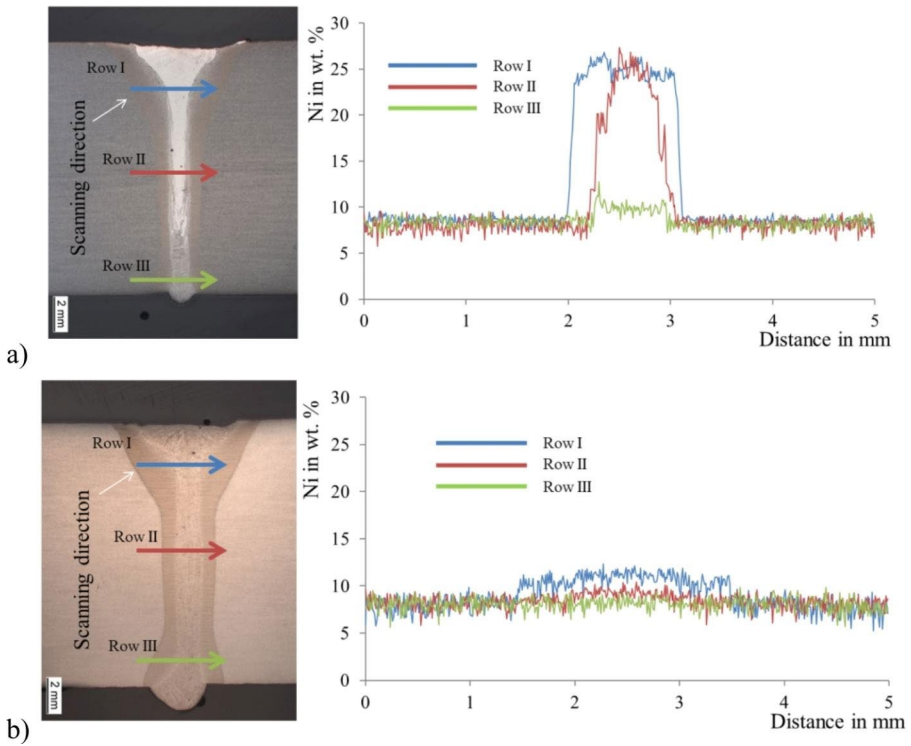 Row I
Row II
Row III
Scanning direction
2 mm
Ni in wt. %
30
25
20
15
10
5
0
Row I
Row II
Row III
0 1 2 3 4 5
Distance in mm
a)
Row I
Row II
Row III
Scanning direction
2 mm
Ni in wt. %
30
25
20
15
10
5
0
Row I
Row II
Row III
0 1 2 3 4 5
Distance in mm
b)